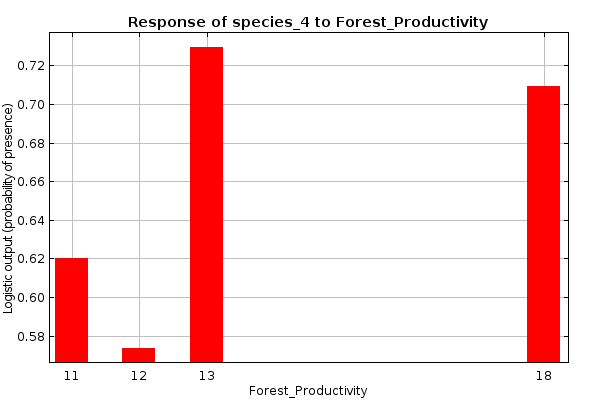 Response of species_4 to Forest_Productivity
Logistic output (probability of presence)
0.72
0.70
0.68
0.66
0.64
0.62
0.60
0.58
11 12 13 18
Forest_Productivity